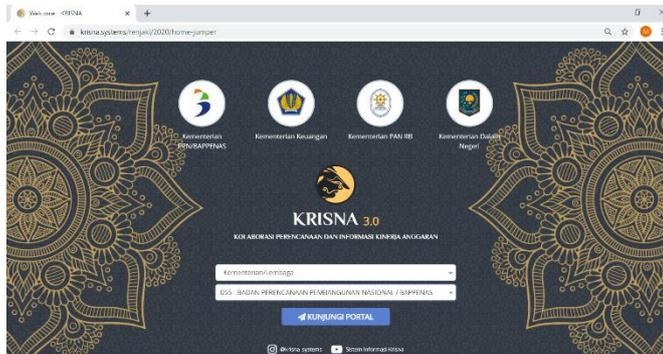 Welcome - KRISNA
krisna.systems/renjakl/2020/home-jumper
M
Kementerian PPN/BAPPENAS
Kementerian Keuangan
Kementerian PAN RB
Kementerian Dalam Negeri
KRISNA 3.0
KOLABORASI PERENCANAAN DAN INFORMASI KINERJA ANGGARAN
Kementerian/Lembaga
055 - BADAN PERENCANAAN PEMBANGUNAN NASIONAL / BAPPENAS
KUNJUNGI PORTAL
@krisna.systems
Sistem Informasi Krisna